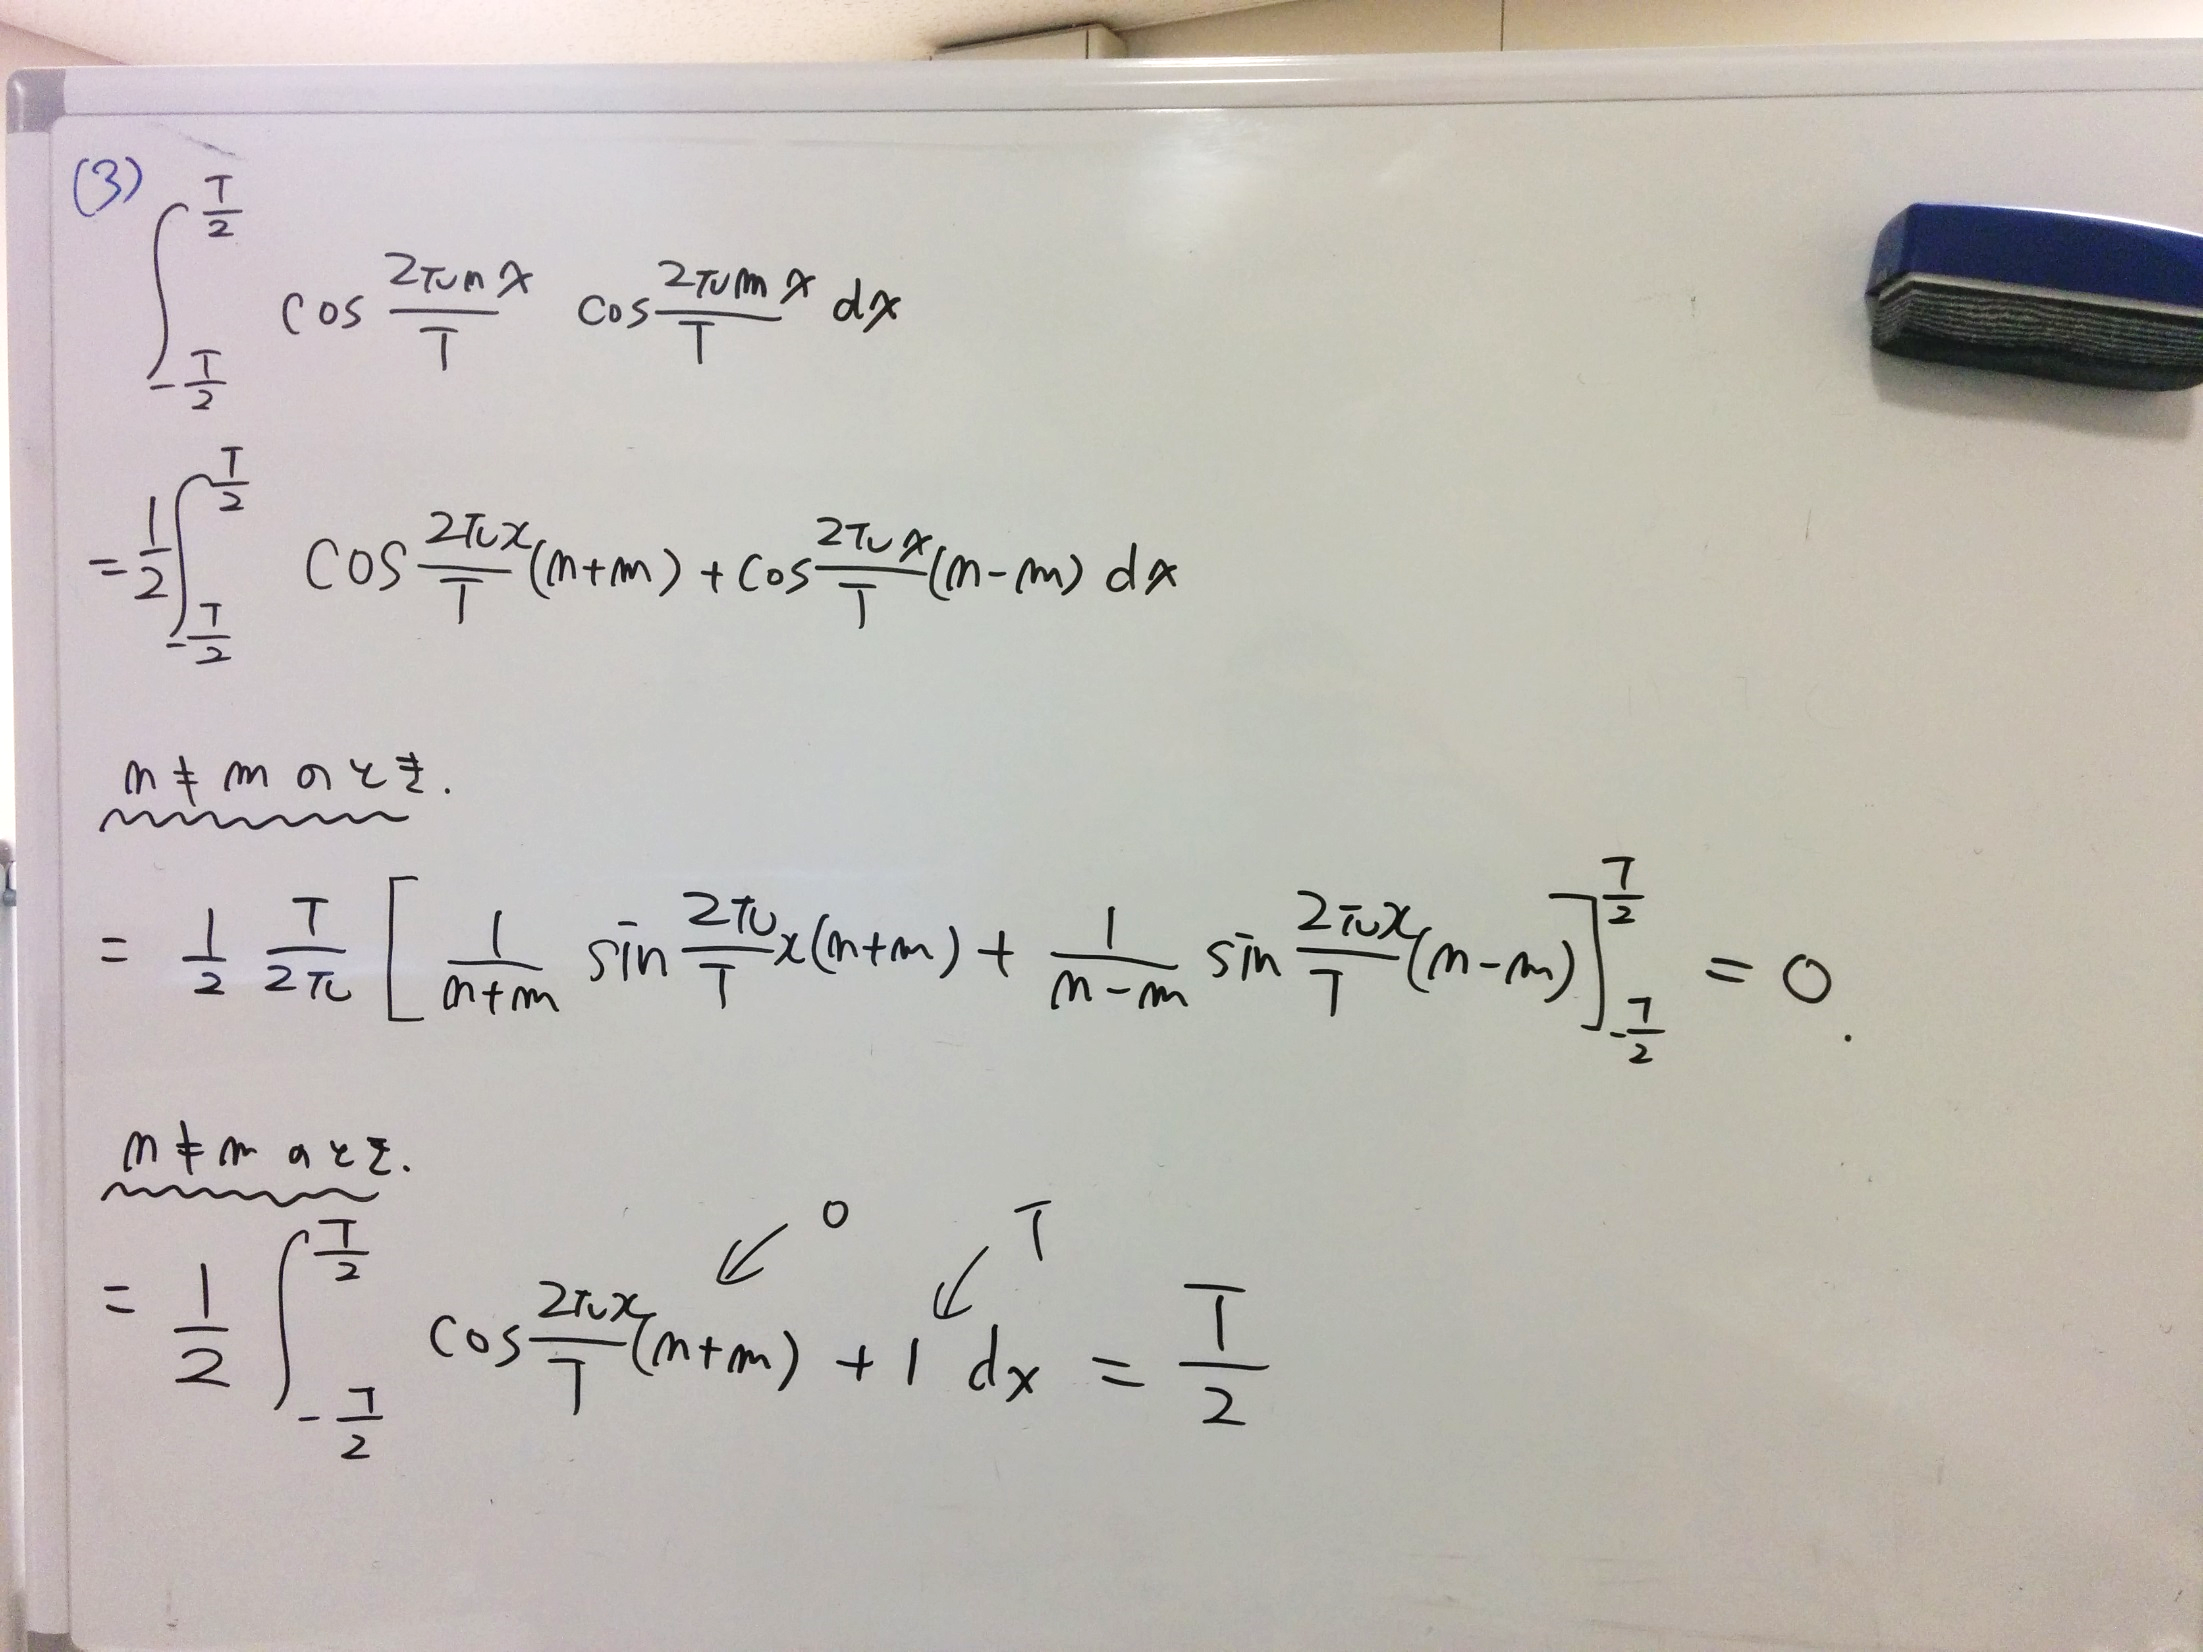 (3)
∫_{-T/2}^{T/2} cos 2πnx/T cos 2πmx/T dx
= 1/2 ∫_{-T/2}^{T/2} cos 2πx/T (n+m) + cos 2πx/T (n-m) dx
n≠mのとき.
= 1/2 T/2π [ 1/(n+m) sin 2π/T x(n+m) + 1/(n-m) sin 2πx/T (n-m) ]_{-T/2}^{T/2} = 0.
n≠mのとき.
0 T
= 1/2 ∫_{-T/2}^{T/2} cos 2πx/T (n+m) + 1 dx = T/2